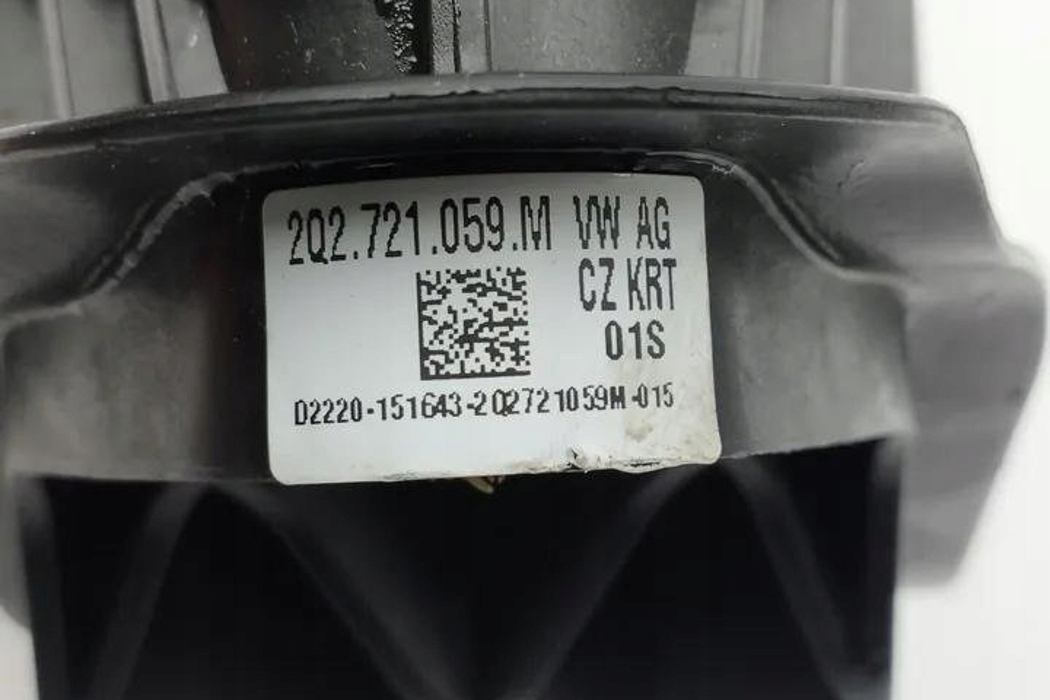 2Q2.721.059.M VW AG
CZ KRT
01S
D2220-151643-2Q2721059M-015